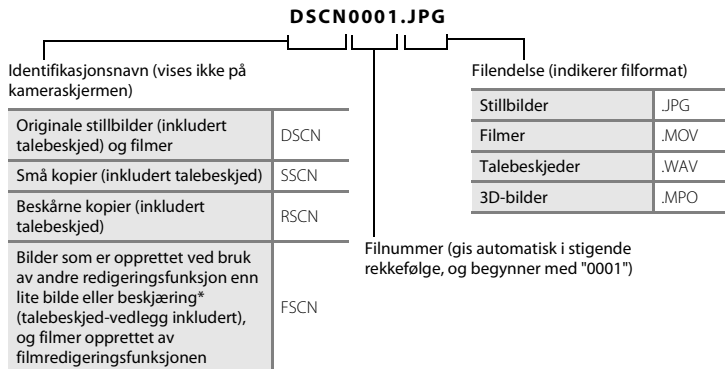 DSCN0001.JPG
Identifikasjonsnavn (vises ikke på
kameraskjermen)
Originale stillbilder (inkludert
talebeskjed) og filmer
DSCN
Små kopier (inkludert talebeskjed)
SSCN
Beskårne kopier (inkludert
talebeskjed)
RSCN
Bilder som er opprettet ved bruk
av andre redigeringsfunksjon enn
lite bilde eller beskjæring*
(talebeskjed-vedlegg inkludert),
og filmer opprettet av
filmredigeringsfunksjonen
FSCN
Filendelse (indikerer filformat)
Stillbilder
.JPG
Filmer
.MOV
Talebeskjeder
.WAV
3D-bilder
.MPO
Filnummer (gis automatisk i stigende
rekkefølge, og begynner med "0001")